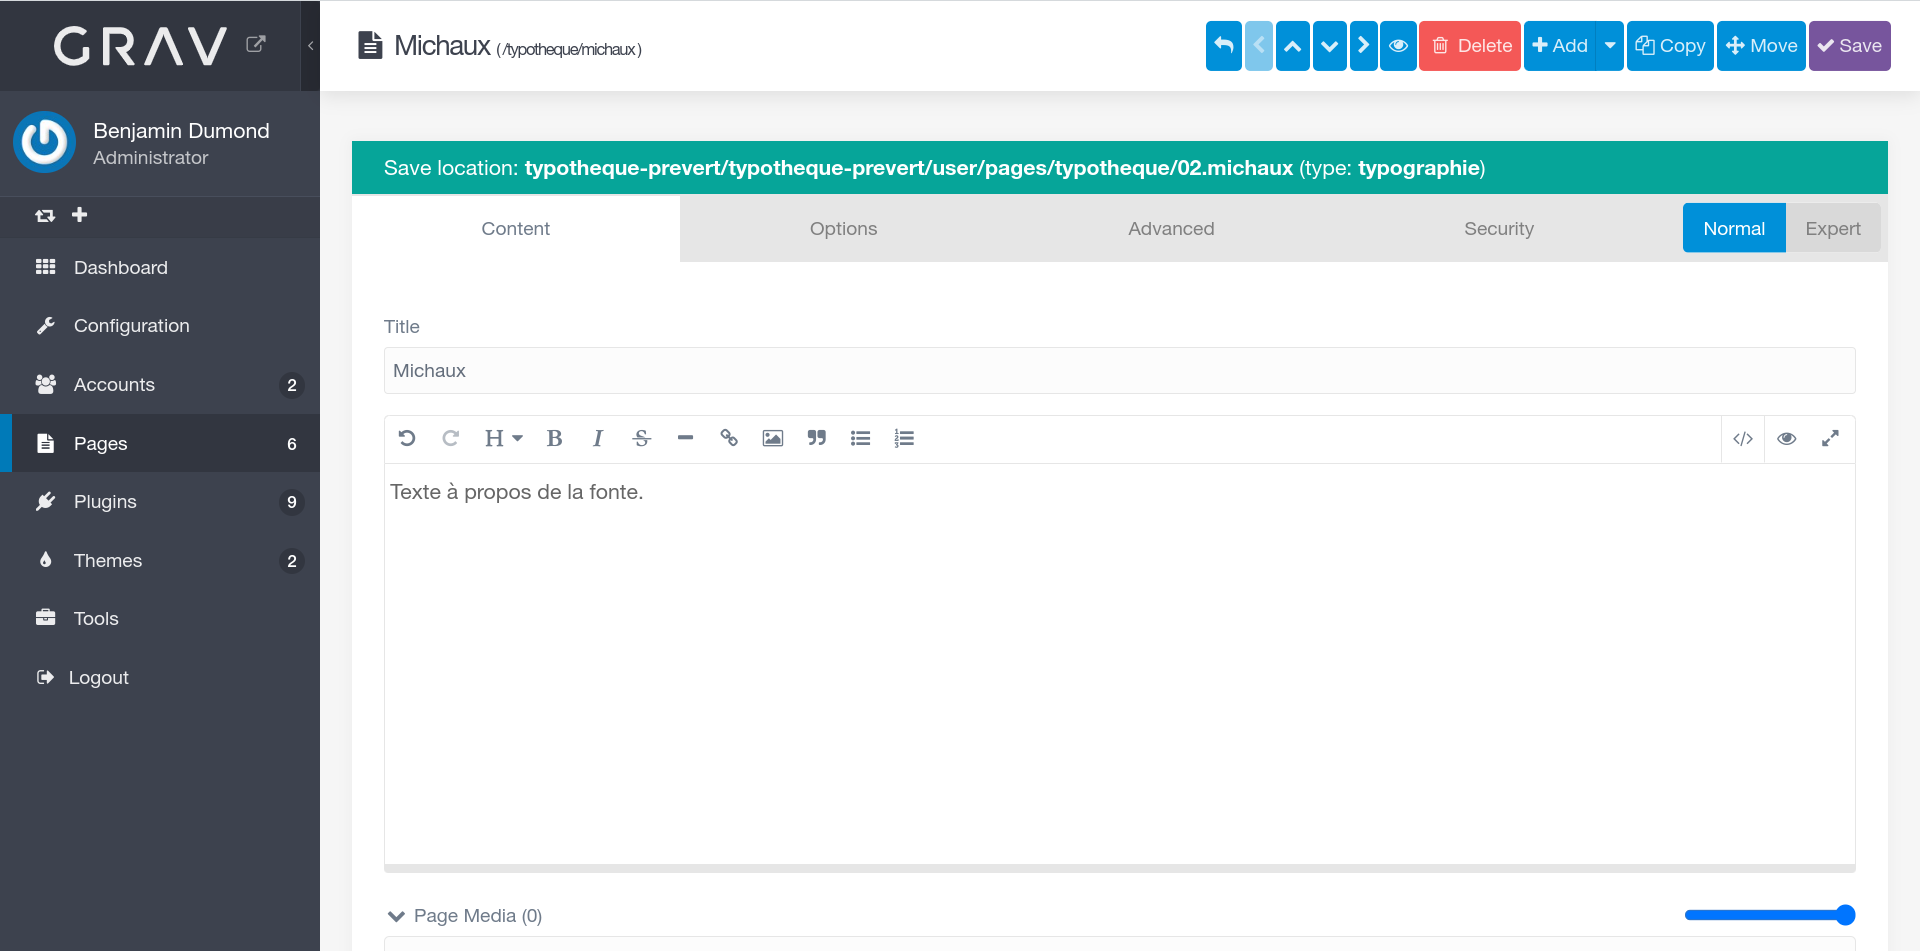 GRAV
Michaux (/typotheque/michaux)
Delete
Add
Copy
Move
Save
Benjamin Dumond
Administrator
Dashboard
Configuration
Accounts 2
Pages 6
Plugins 9
Themes 2
Tools
Logout
Save location: typotheque-prevert/typotheque-prevert/user/pages/typotheque/02.michaux (type: typographie)
Content
Options
Advanced
Security
Normal
Expert
Title
Michaux
H B I S
Texte à propos de la fonte.
Page Media (0)